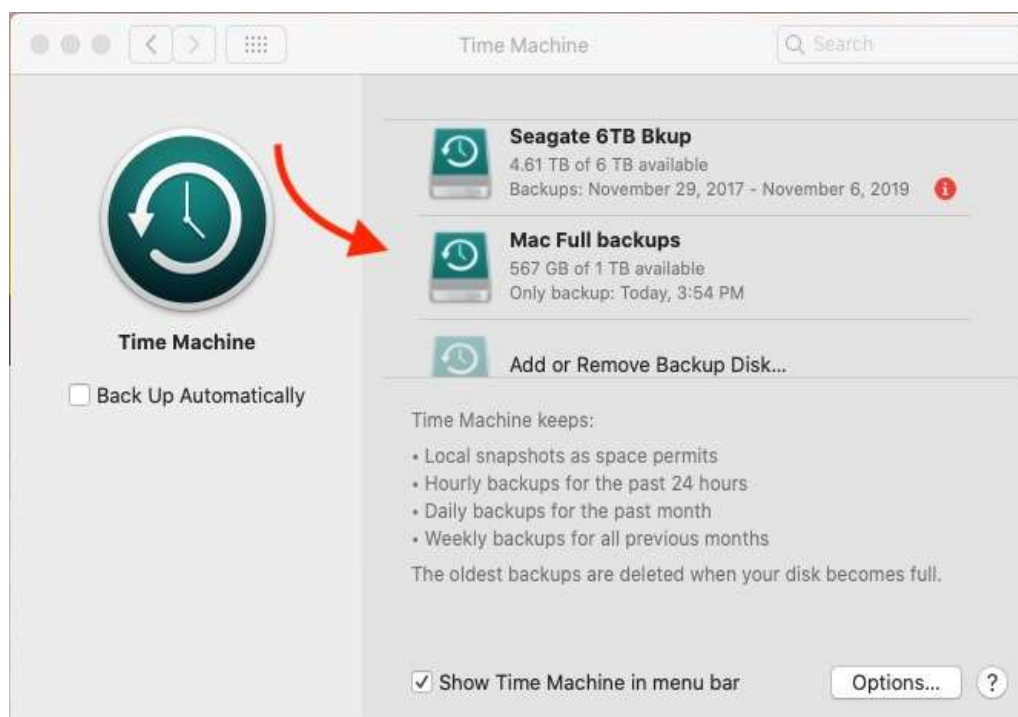 Time Machine
Search
Seagate 6TB Bkup
4.61 TB of 6 TB available
Backups: November 29, 2017 - November 6, 2019
Mac Full backups
567 GB of 1 TB available
Only backup: Today, 3:54 PM
Add or Remove Backup Disk...
Time Machine
Back Up Automatically
Time Machine keeps:
• Local snapshots as space permits
• Hourly backups for the past 24 hours
• Daily backups for the past month
• Weekly backups for all previous months
The oldest backups are deleted when your disk becomes full.
Show Time Machine in menu bar
Options...
?